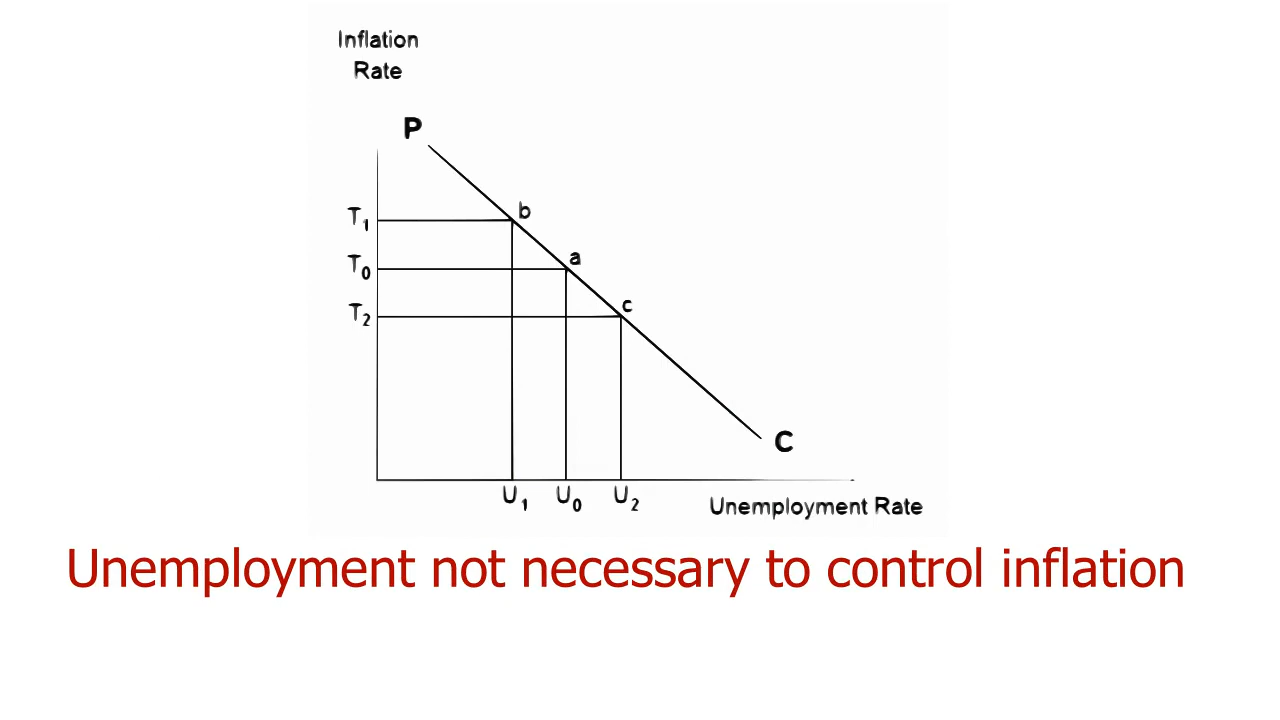 Inflation
Rate
P
T1
b
T0
a
T2
c
C
U1 U0 U2
Unemployment Rate
Unemployment not necessary to control inflation